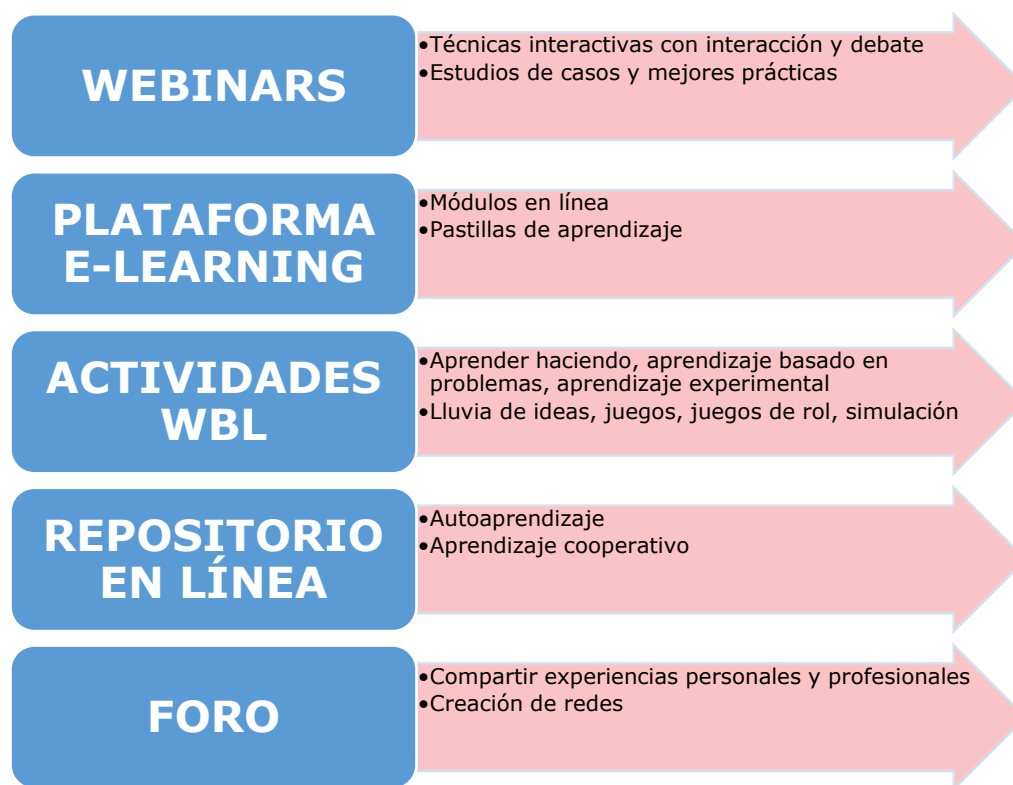 WEBINARS
•Técnicas interactivas con interacción y debate
•Estudios de casos y mejores prácticas
PLATAFORMA
E-LEARNING
•Módulos en línea
•Pastillas de aprendizaje
ACTIVIDADES
WBL
•Aprender haciendo, aprendizaje basado en
problemas, aprendizaje experimental
•Lluvia de ideas, juegos, juegos de rol, simulación
REPOSITORIO
EN LÍNEA
•Autoaprendizaje
•Aprendizaje cooperativo
FORO
•Compartir experiencias personales y profesionales
•Creación de redes